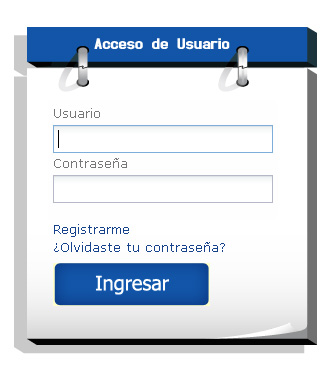 Acceso de Usuario
Usuario
Contraseña
Registrarme
¿Olvidaste tu contraseña?
Ingresar